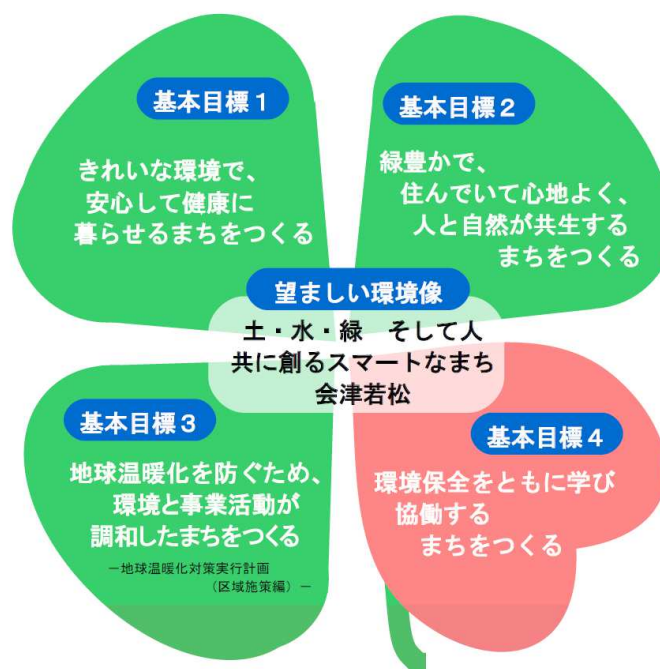 基本目標1
きれいな環境で、
安心して健康に
暮らせるまちをつくる
基本目標2
緑豊かで、
住んでいて心地よく、
人と自然が共生する
まちをつくる
望ましい環境像
土・水・緑　そして人
共に創るスマートなまち
会津若松
基本目標3
地球温暖化を防ぐため、
環境と事業活動が
調和したまちをつくる
－地球温暖化対策実行計画
（区域施策編）－
基本目標4
環境保全をともに学び
協働する
まちをつくる